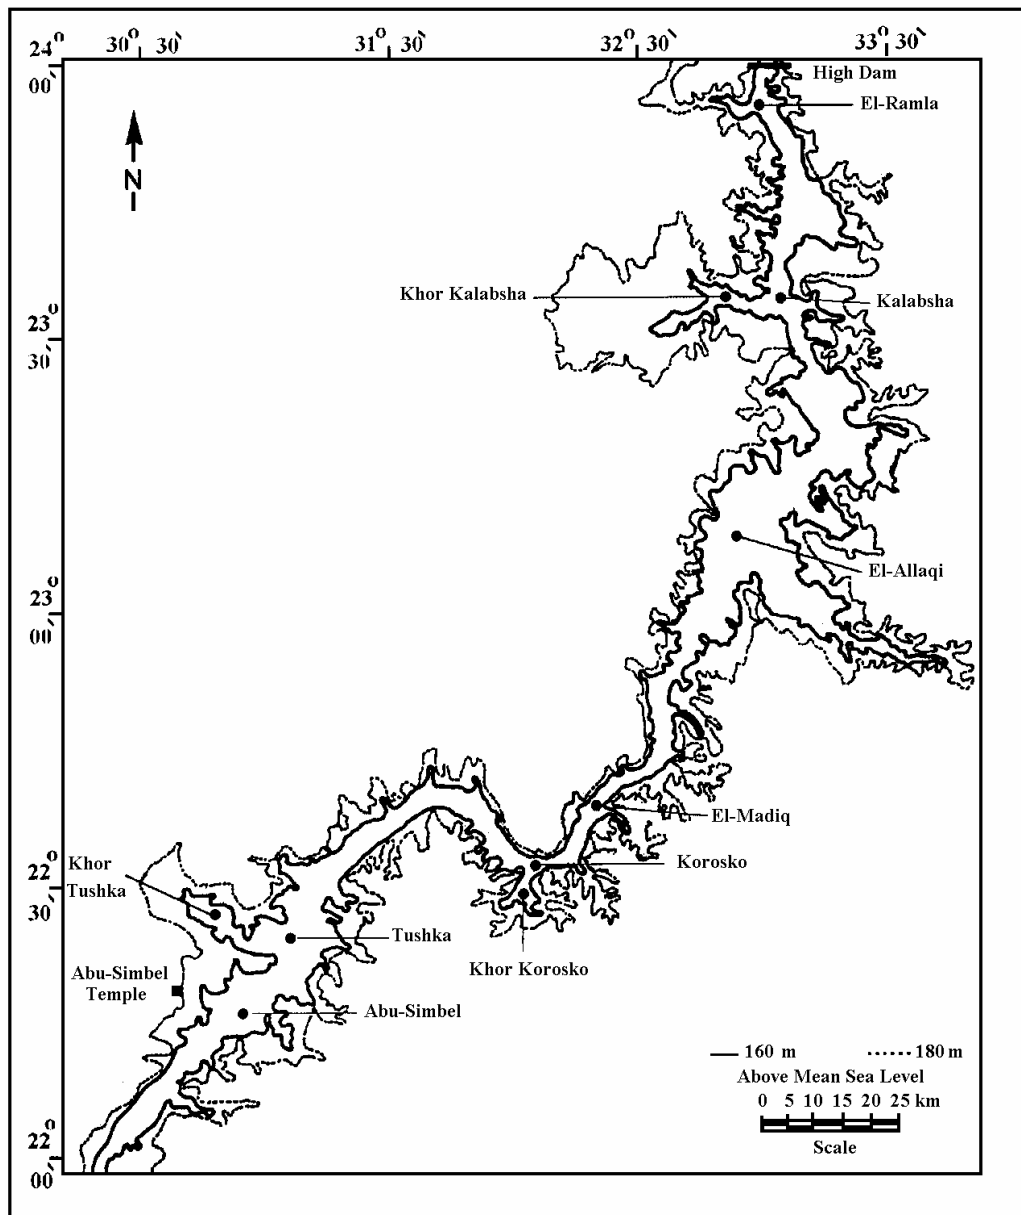 30° 30'
31° 30'
32° 30'
33° 30'
24°
00'
High Dam
El-Ramla
N
Khor Kalabsha
Kalabsha
23°
30'
El-Allaqi
23°
00'
El-Madiq
Khor
Tushka
Korosko
22°
30'
Tushka
Khor Korosko
Abu-Simbel
Temple
Abu-Simbel
160 m 180 m
Above Mean Sea Level
0 5 10 15 20 25 km
Scale
22°
00'